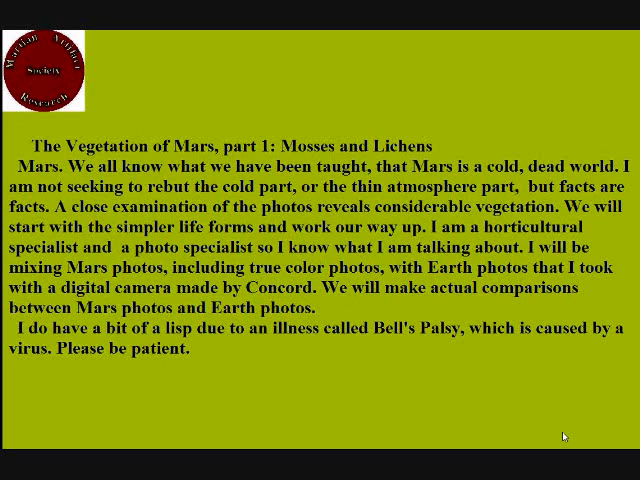 Martian Artifact
Society
Research
The Vegetation of Mars, part 1: Mosses and Lichens
Mars. We all know what we have been taught, that Mars is a cold, dead world. I
am not seeking to rebut the cold part, or the thin atmosphere part, but facts are
facts. A close examination of the photos reveals considerable vegetation. We will
start with the simpler life forms and work our way up. I am a horticultural
specialist and a photo specialist so I know what I am talking about. I will be
mixing Mars photos, including true color photos, with Earth photos that I took
with a digital camera made by Concord. We will make actual comparisons
between Mars photos and Earth photos.
I do have a bit of a lisp due to an illness called Bell's Palsy, which is caused by a
virus. Please be patient.